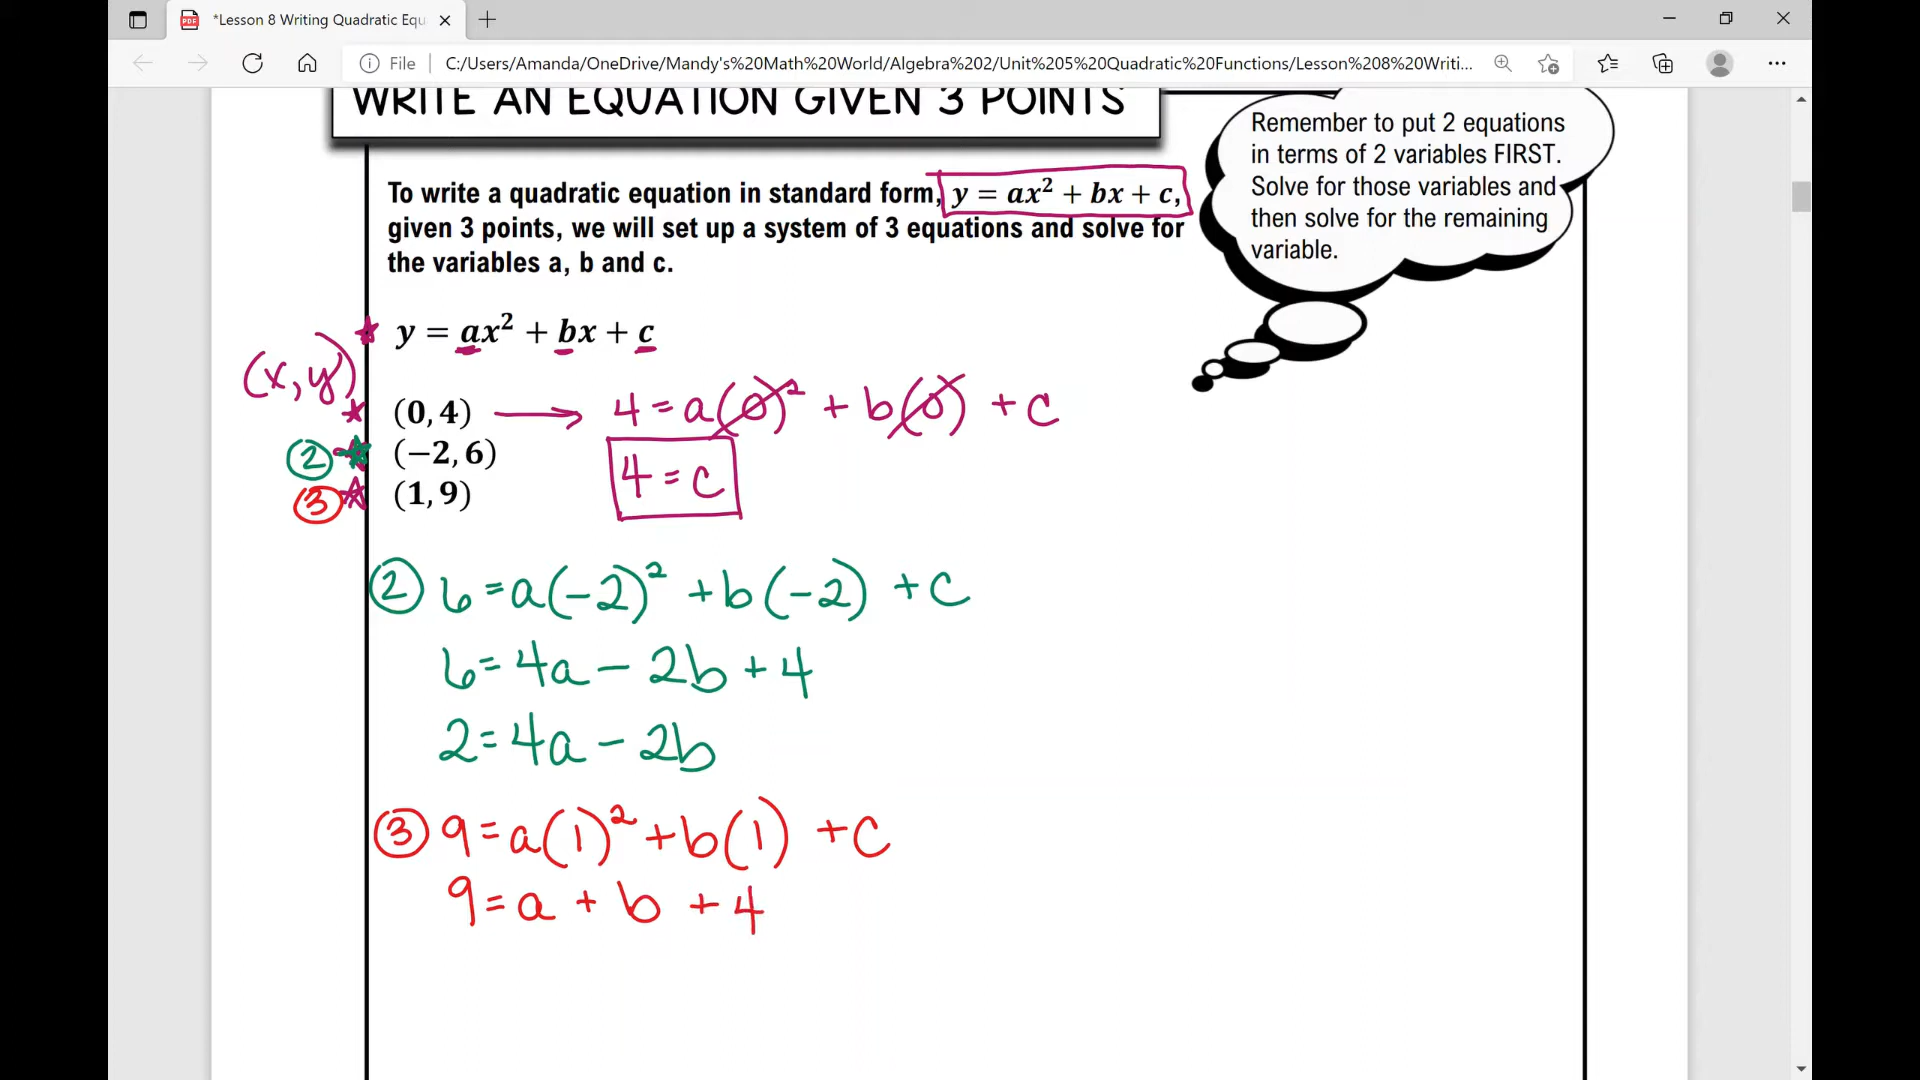 *Lesson 8 Writing Quadratic Equ
File C:/Users/Amanda/OneDrive/Mandy's%20Math%20World/Algebra%202/Unit%205%20Quadratic%20Functions/Lesson%208%20Writi...
WRITE AN EQUATION GIVEN 3 POINTS
Remember to put 2 equations
in terms of 2 variables FIRST.
Solve for those variables and
then solve for the remaining
variable.
To write a quadratic equation in standard form, y = ax² + bx + c,
given 3 points, we will set up a system of 3 equations and solve for
the variables a, b and c.
y = ax² + bx + c
(x, y)
(0, 4) → 4 = a(0)² + b(0) + c
② (−2, 6)
4 = c
③ (1, 9)
② 6 = a(-2)² + b(-2) + c
6 = 4a - 2b + 4
2 = 4a - 2b
③ 9 = a(1)² + b(1) + c
9 = a + b + 4